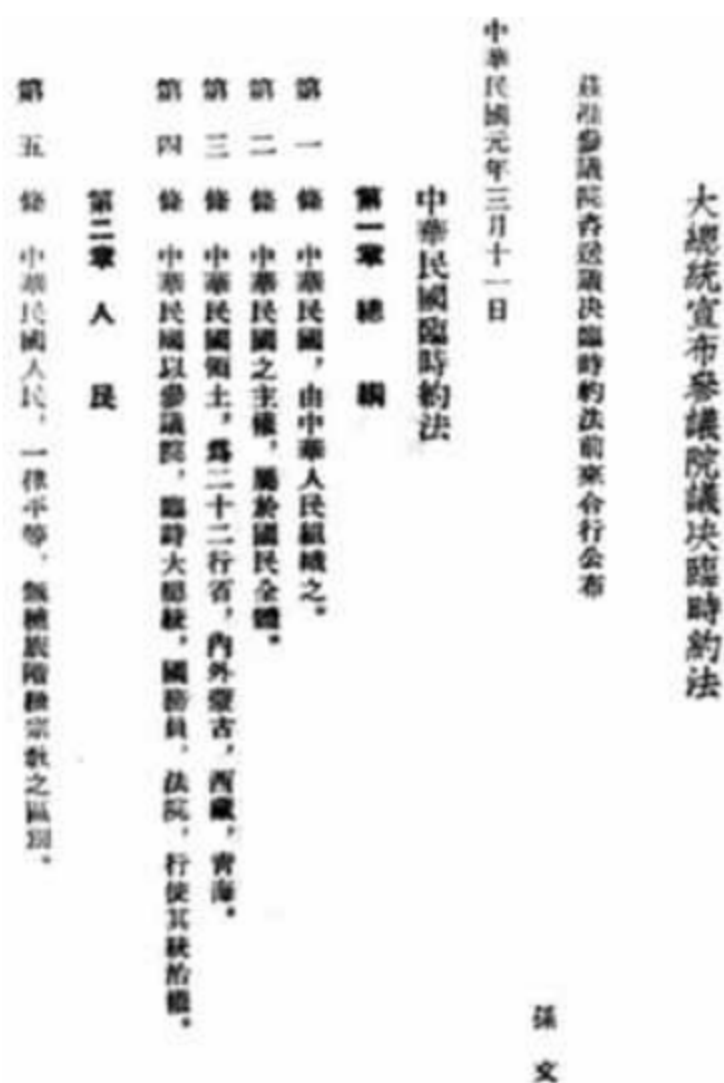 大總統宣布參議院議决臨時約法
茲准參議院咨送議决臨時約法前來合行公布
孫文
中華民國元年三月十一日
中華民國臨時約法
第一章 總綱
第一條 中華民國，由中華人民組織之。
第二條 中華民國之主權，屬於國民全體。
第三條 中華民國領土，爲二十二行省，內外蒙古，西藏，青海。
第四條 中華民國以參議院，臨時大總統，國務員，法院，行使其統治權。
第二章 人民
第五條 中華民國人民，一律平等，無種族階級宗敎之區別。